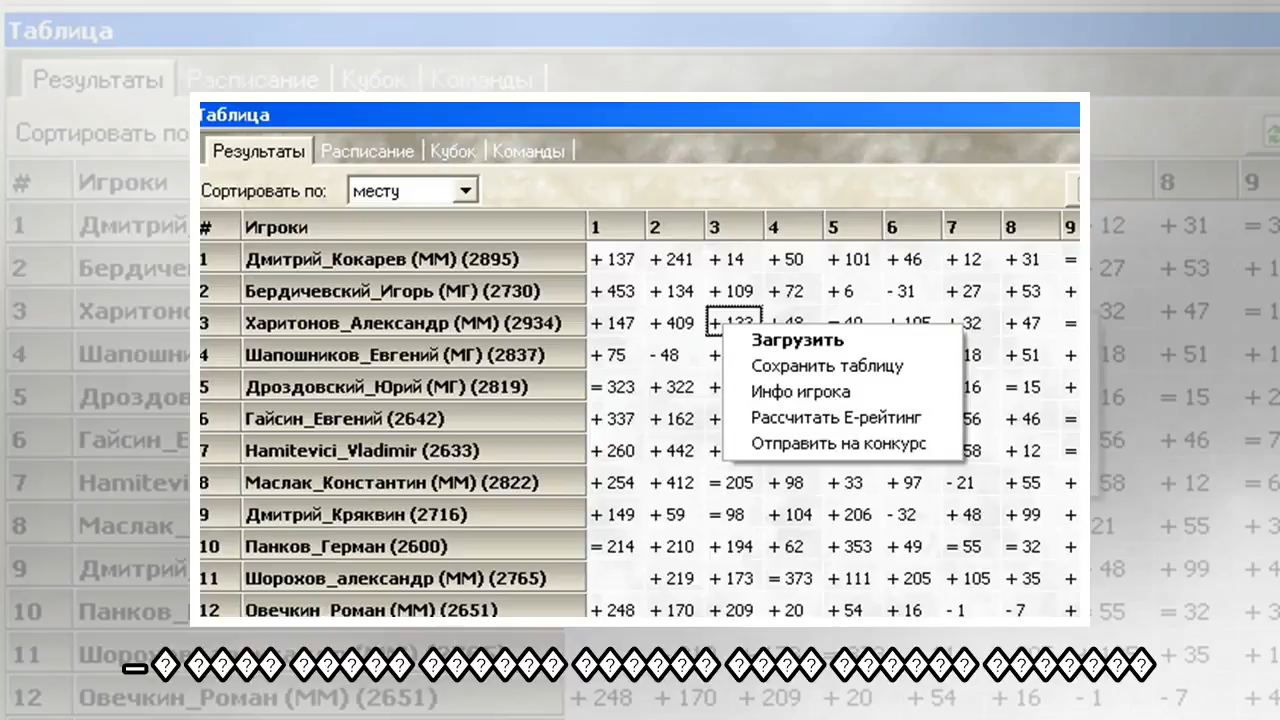 Таблица
Результаты Расписание Кубок Команды
Сортировать по: месту
# Игроки 1 2 3 4 5 6 7 8 9
1 Дмитрий_Кокарев (ММ) (2895) + 137 + 241 + 14 + 50 + 101 + 46 + 12 + 31 =
2 Бердичевский_Игорь (МГ) (2730) + 453 + 134 + 109 + 72 + 6 - 31 + 27 + 53 +
3 Харитонов_Александр (ММ) (2934) + 147 + 409 + 133 + 48 = 40 + 105 + 32 + 47 =
4 Шапошников_Евгений (МГ) (2837) + 75 - 48 + 18 + 51 +
5 Дроздовский_Юрий (МГ) (2819) = 323 + 322 + 16 = 15 +
6 Гайсин_Евгений (2642) + 337 + 162 + 56 + 46 =
7 Hamitevici_Vladimir (2633) + 260 + 442 + 58 + 12 =
8 Маслак_Константин (ММ) (2822) + 254 + 412 = 205 + 98 + 33 + 97 - 21 + 55 +
9 Дмитрий_Кряквин (2716) + 149 + 59 = 98 + 104 + 206 - 32 + 48 + 99 +
10 Панков_Герман (2600) = 214 + 210 + 194 + 62 + 353 + 49 = 55 = 32 +
11 Шорохов_александр (ММ) (2765) + 219 + 173 = 373 + 111 + 205 + 105 + 35 +
12 Овечкин_Роман (ММ) (2651) + 248 + 170 + 209 + 20 + 54 + 16 - 1 - 7 +
Загрузить
Сохранить таблицу
Инфо игрока
Рассчитать Е-рейтинг
Отправить на конкурс